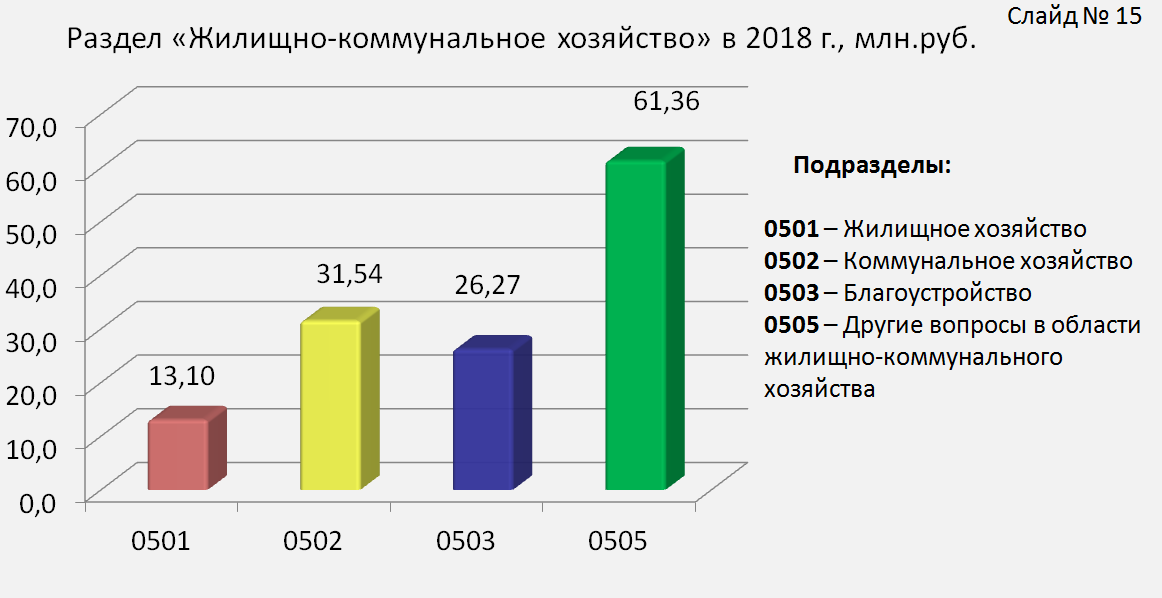 Слайд № 15
Раздел «Жилищно-коммунальное хозяйство» в 2018 г., млн.руб.
70,0
60,0
50,0
40,0
30,0
20,0
10,0
0,0
13,10
31,54
26,27
61,36
0501
0502
0503
0505
Подразделы:
0501 – Жилищное хозяйство
0502 – Коммунальное хозяйство
0503 – Благоустройство
0505 – Другие вопросы в области
жилищно-коммунального
хозяйства